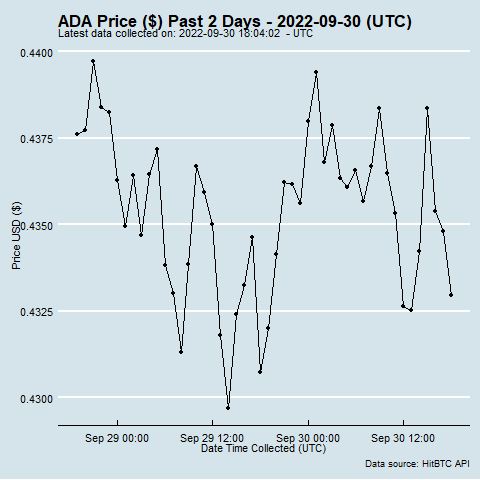 ADA Price ($) Past 2 Days - 2022-09-30 (UTC)
Latest data collected on: 2022-09-30 18:04:02  - UTC
0.4400
0.4375
0.4350
0.4325
0.4300
Price USD ($)
Sep 29 00:00 Sep 29 12:00 Sep 30 00:00 Sep 30 12:00
Date Time Collected (UTC)
Data source: HitBTC API